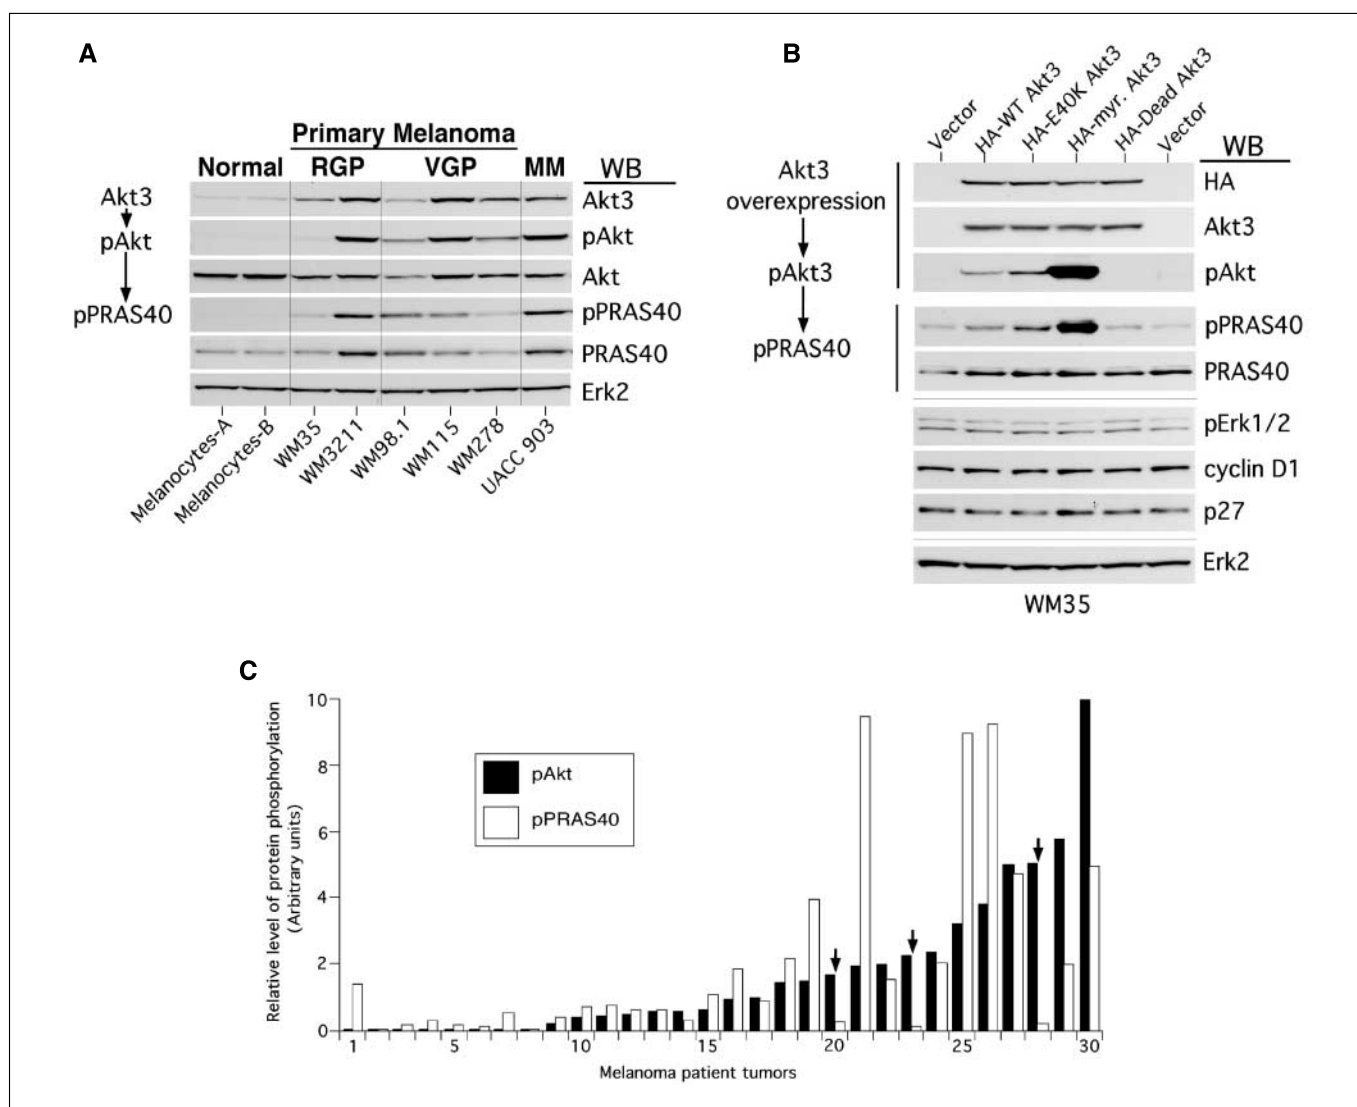 A
Primary Melanoma
Normal RGP VGP MM WB
Akt3
pAkt
pPRAS40
Akt3
pAkt
Akt
pPRAS40
PRAS40
Erk2
Melanocytes-A
Melanocytes-B
WM35
WM3211
WM98.1
WM115
WM278
UACC 903
B
Vector
HA-WT Akt3
HA-E40K Akt3
HA-myr. Akt3
HA-Dead Akt3
Vector
WB
Akt3
overexpression
pAkt3
pPRAS40
HA
Akt3
pAkt
pPRAS40
PRAS40
pErk1/2
cyclin D1
p27
Erk2
WM35
C
Relative level of protein phosphorylation
(Arbitrary units)
10
8
6
4
2
0
pAkt
pPRAS40
1 5 10 15 20 25 30
Melanoma patient tumors